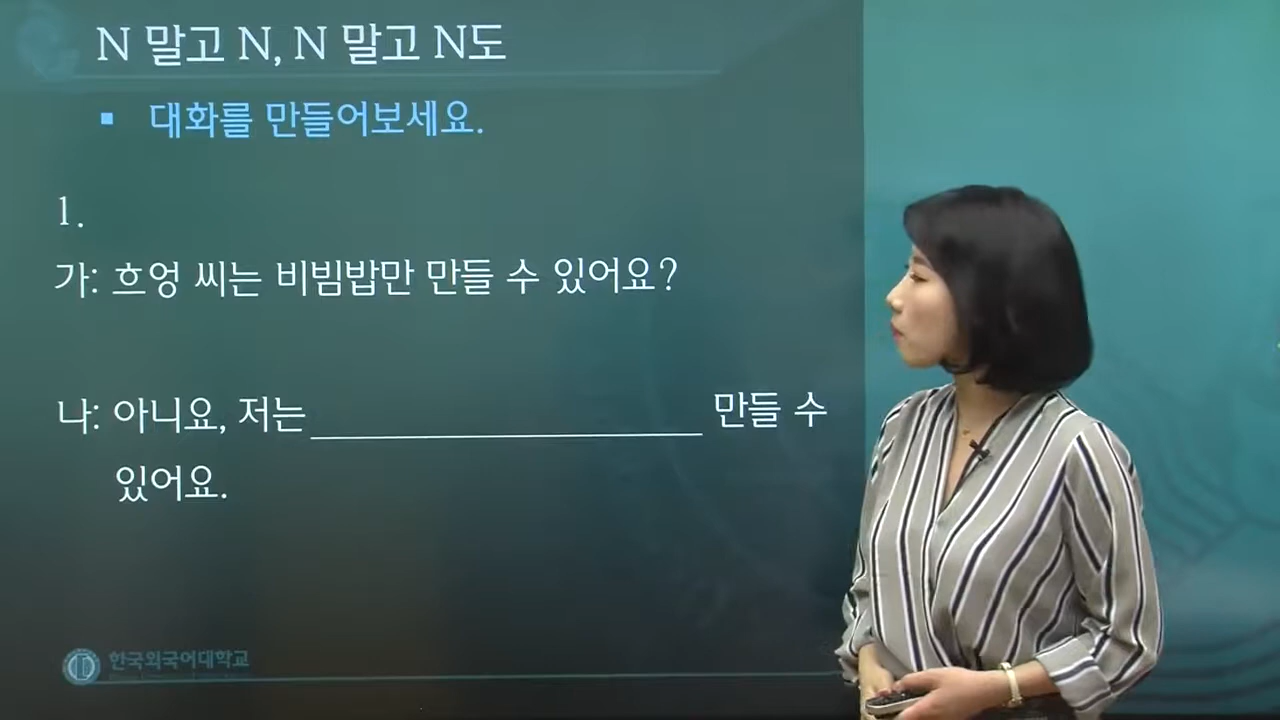 N 말고 N, N 말고 N도
▪ 대화를 만들어보세요.
1.
가: 흐엉 씨는 비빔밥만 만들 수 있어요?
나: 아니요, 저는 ____________________ 만들 수
있어요.
한국외국어대학교